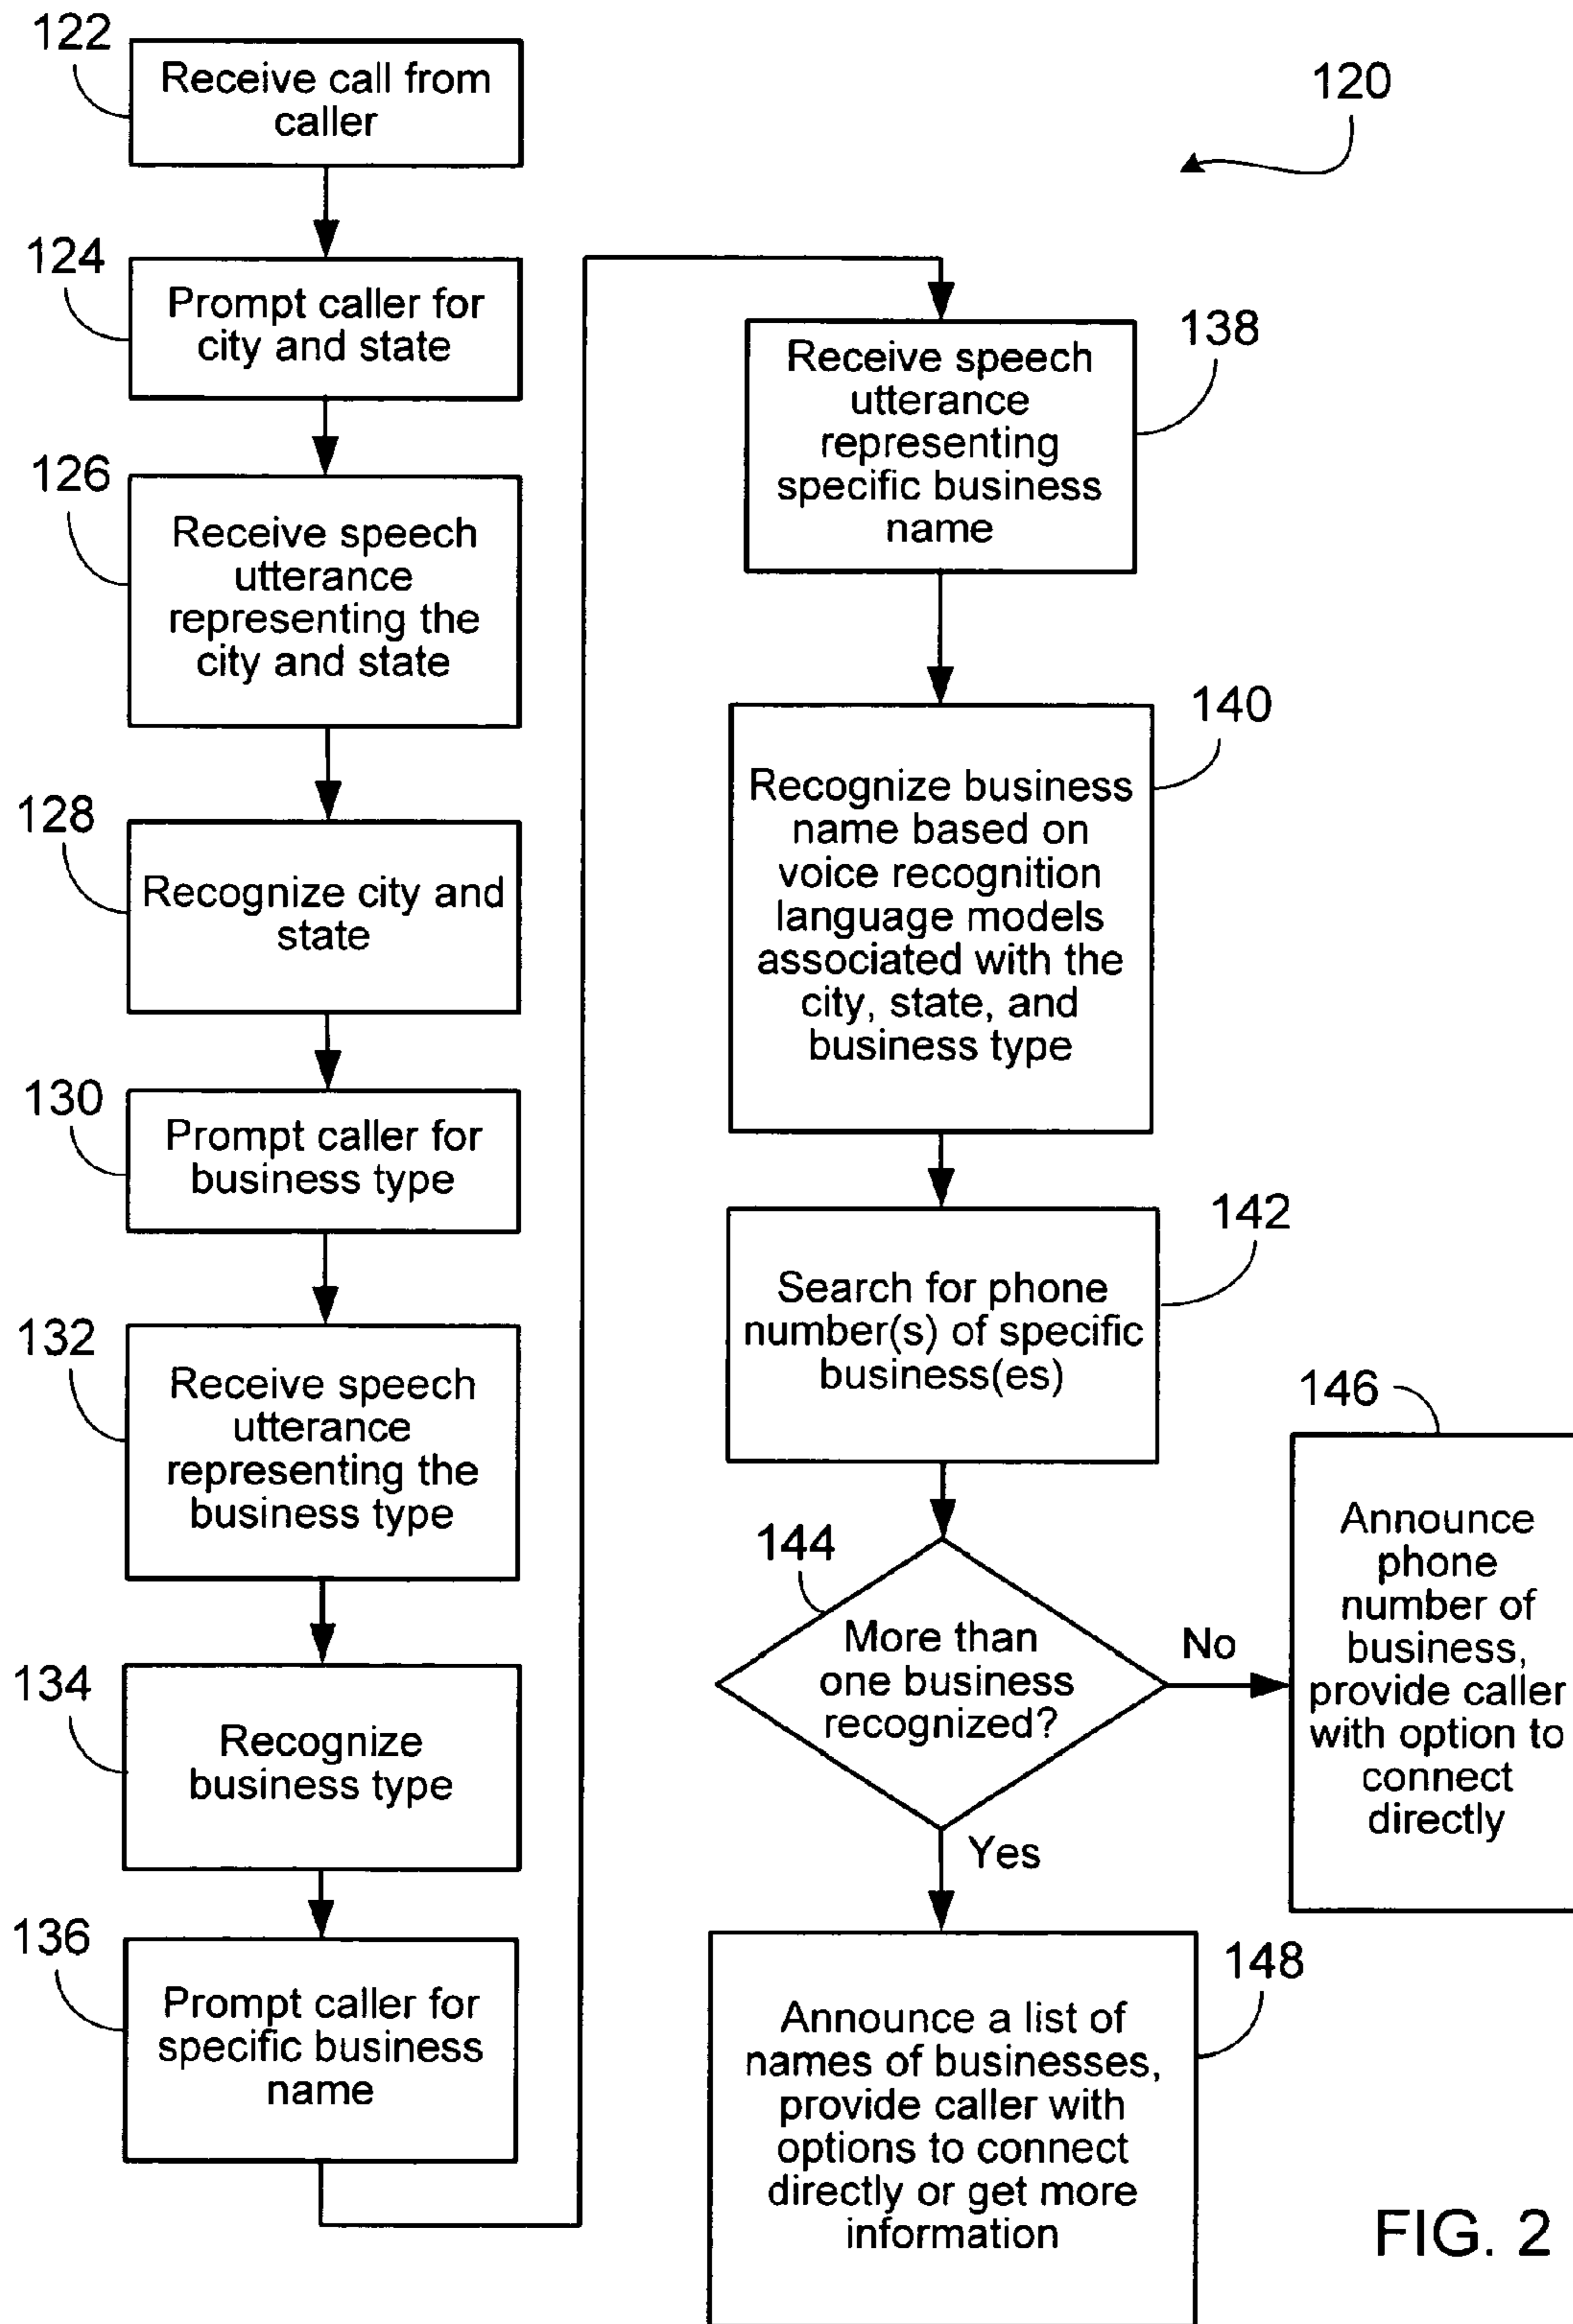 122
Receive call from
caller
120
124
Prompt caller for
city and state
126
Receive speech
utterance
representing the
city and state
128
Recognize city and
state
130
Prompt caller for
business type
132
Receive speech
utterance
representing the
business type
134
Recognize
business type
136
Prompt caller for
specific business
name
138
Receive speech
utterance
representing
specific business
name
140
Recognize business
name based on
voice recognition
language models
associated with the
city, state, and
business type
142
Search for phone
number(s) of specific
business(es)
144
More than
one business
recognized?
No
146
Announce
phone
number of
business,
provide caller
with option to
connect
directly
Yes
148
Announce a list of
names of businesses,
provide caller with
options to connect
directly or get more
information
FIG. 2